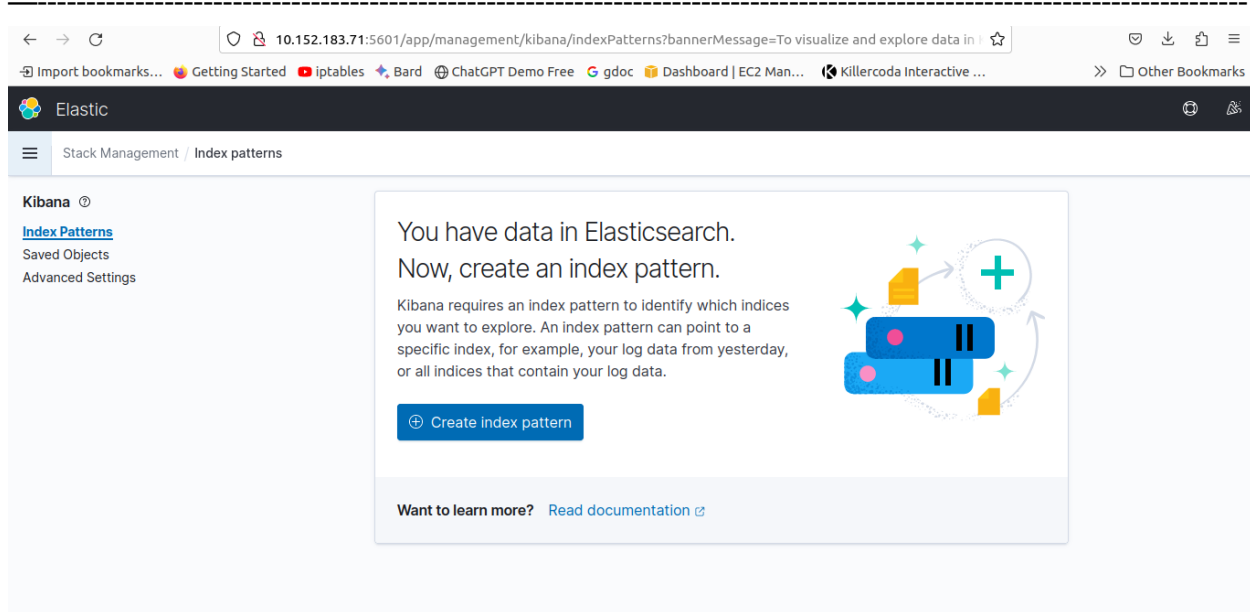 10.152.183.71:5601/app/management/kibana/indexPatterns?bannerMessage=To visualize and explore data in
Import bookmarks... Getting Started iptables Bard ChatGPT Demo Free gdoc Dashboard | EC2 Man... Killercoda Interactive ... Other Bookmarks
Elastic
Stack Management / Index patterns
Kibana
Index Patterns
Saved Objects
Advanced Settings
You have data in Elasticsearch.
Now, create an index pattern.
Kibana requires an index pattern to identify which indices
you want to explore. An index pattern can point to a
specific index, for example, your log data from yesterday,
or all indices that contain your log data.
Create index pattern
Want to learn more? Read documentation